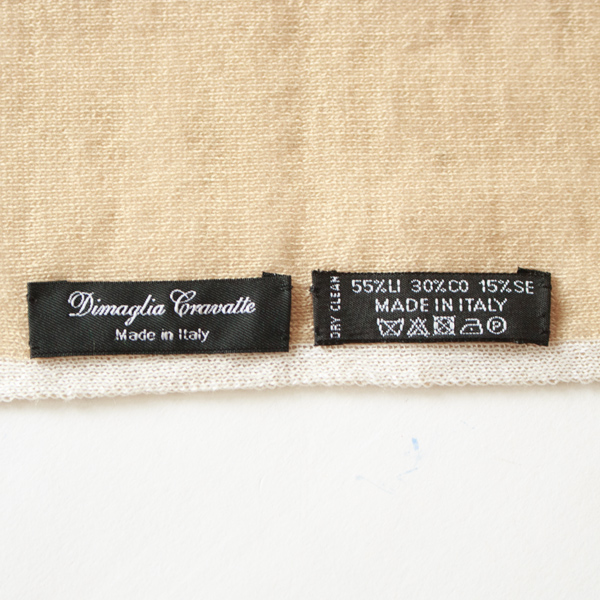 Dimaglia Cravatte
Made in Italy
DRY CLEAN
55%LI 30%CO 15%SE
MADE IN ITALY
P